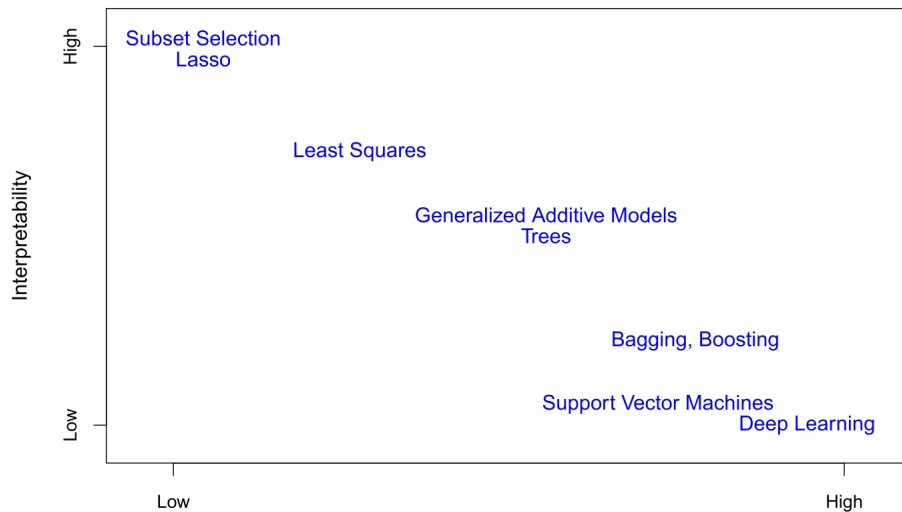 High
Subset Selection
Lasso
Least Squares
Interpretability
Generalized Additive Models
Trees
Bagging, Boosting
Support Vector Machines
Low
Deep Learning
Low
High